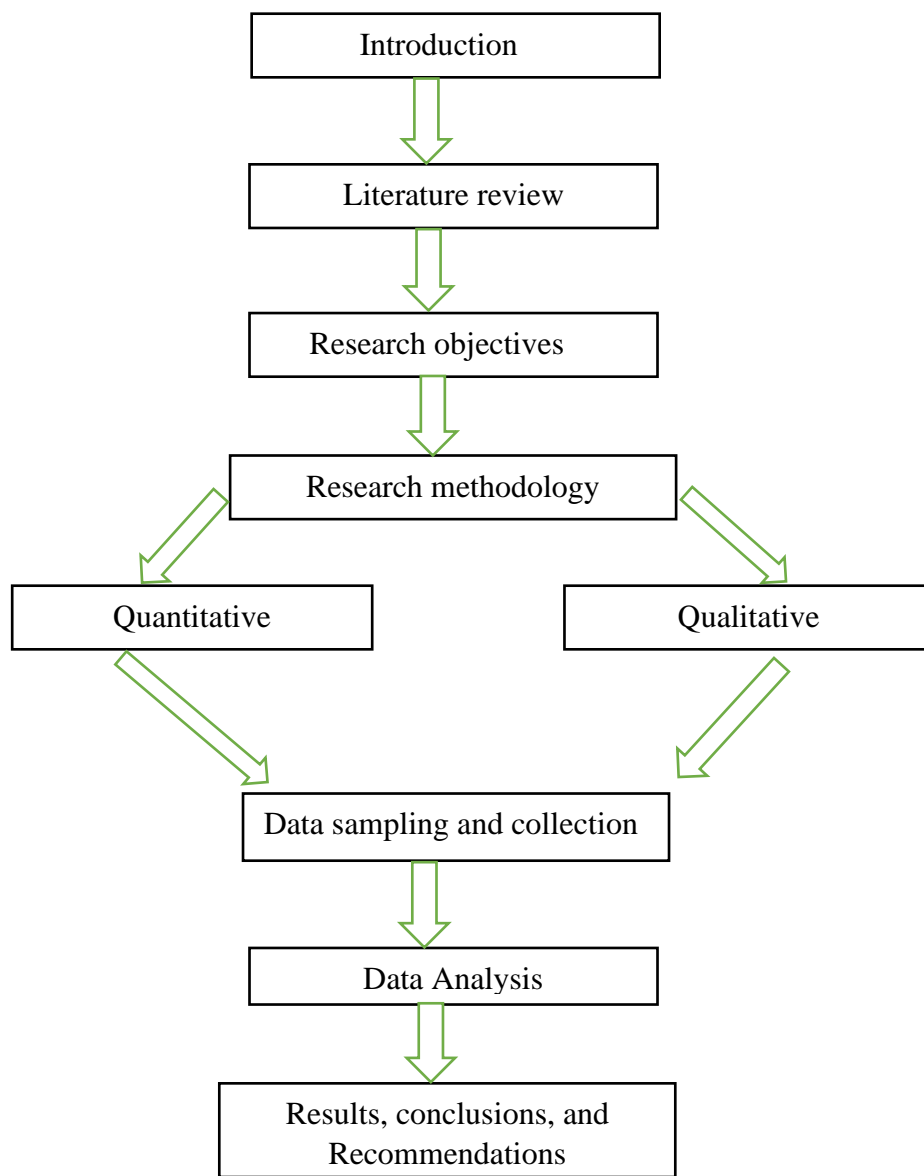 Introduction
Literature review
Research objectives
Research methodology
Quantitative
Qualitative
Data sampling and collection
Data Analysis
Results, conclusions, and
Recommendations